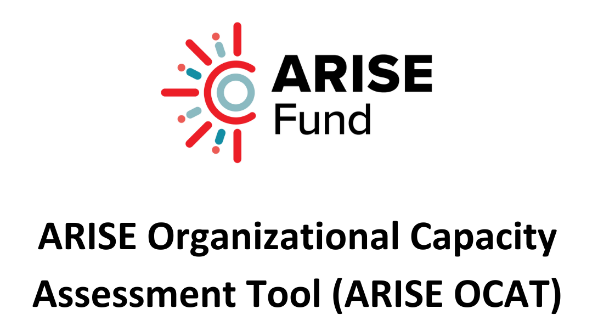 ARISE
Fund
ARISE Organizational Capacity
Assessment Tool (ARISE OCAT)